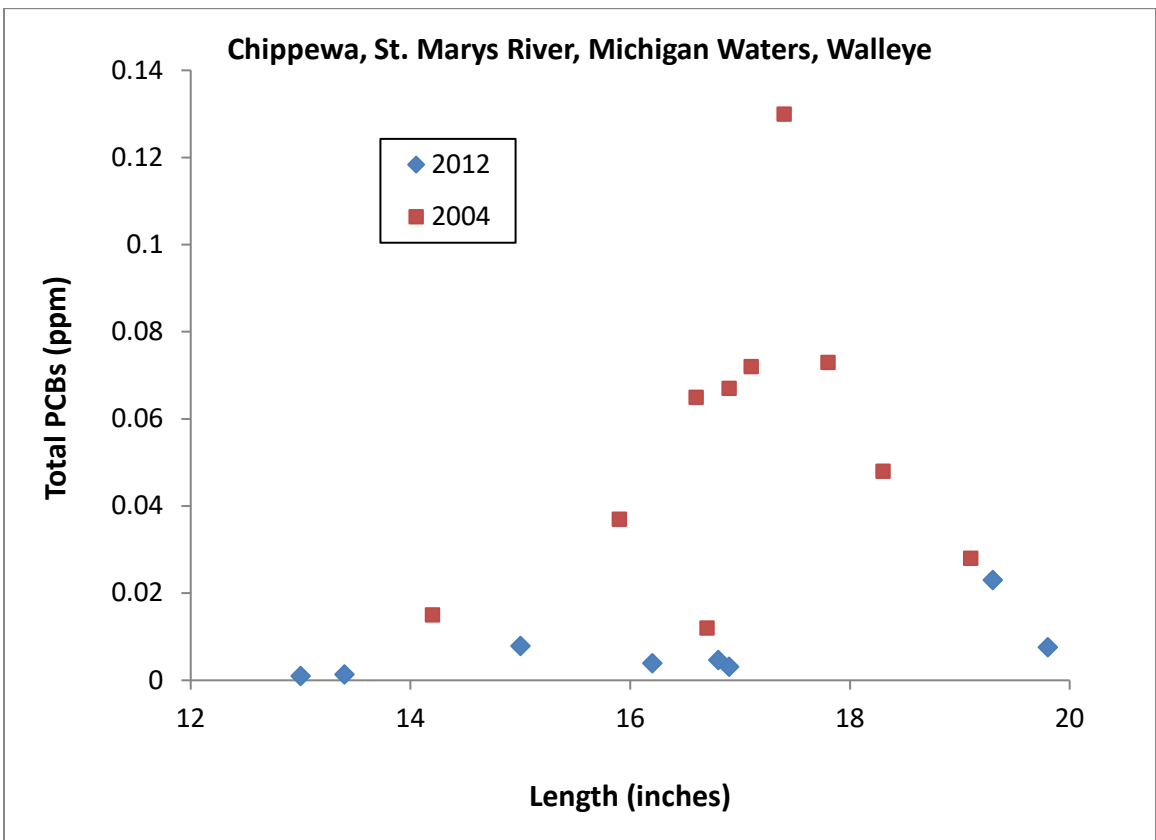 Chippewa, St. Marys River, Michigan Waters, Walleye
0.14
0.12
0.1
0.08
0.06
0.04
0.02
0
Total PCBs (ppm)
2012
2004
12 14 16 18 20
Length (inches)